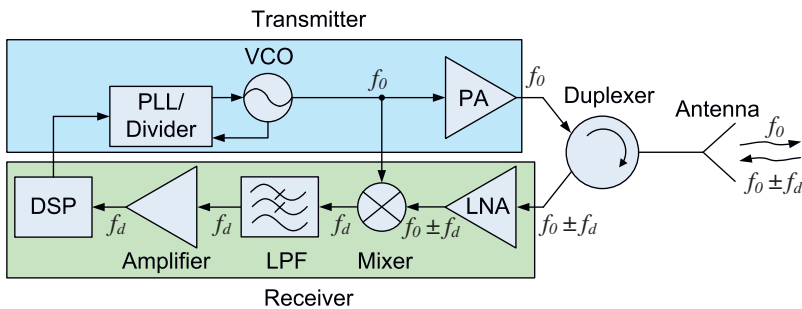 Transmitter
VCO
PLL/
Divider
f0
PA
f0
Duplexer
Antenna
f0
f0 ± fd
DSP
fd
fd
fd
f0 ± fd
LNA
f0 ± fd
Amplifier
LPF
Mixer
Receiver